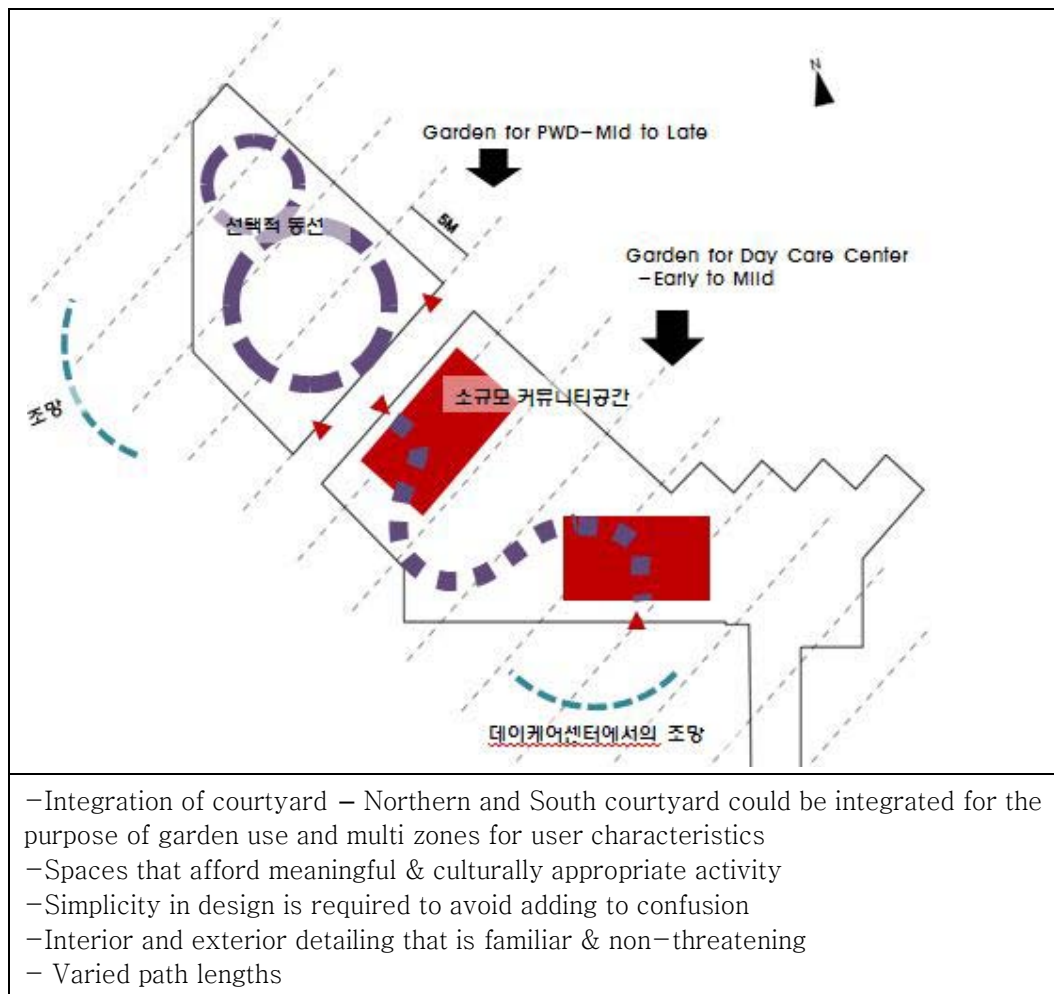 N
Garden for PWD-Mid to Late
선택적 동선
5M
Garden for Day Care Center
-Early to Mild
소규모 커뮤니티공간
조망
데이케어센터에서의 조망
-Integration of courtyard – Northern and South courtyard could be integrated for the
purpose of garden use and multi zones for user characteristics
-Spaces that afford meaningful & culturally appropriate activity
-Simplicity in design is required to avoid adding to confusion
-Interior and exterior detailing that is familiar & non-threatening
- Varied path lengths